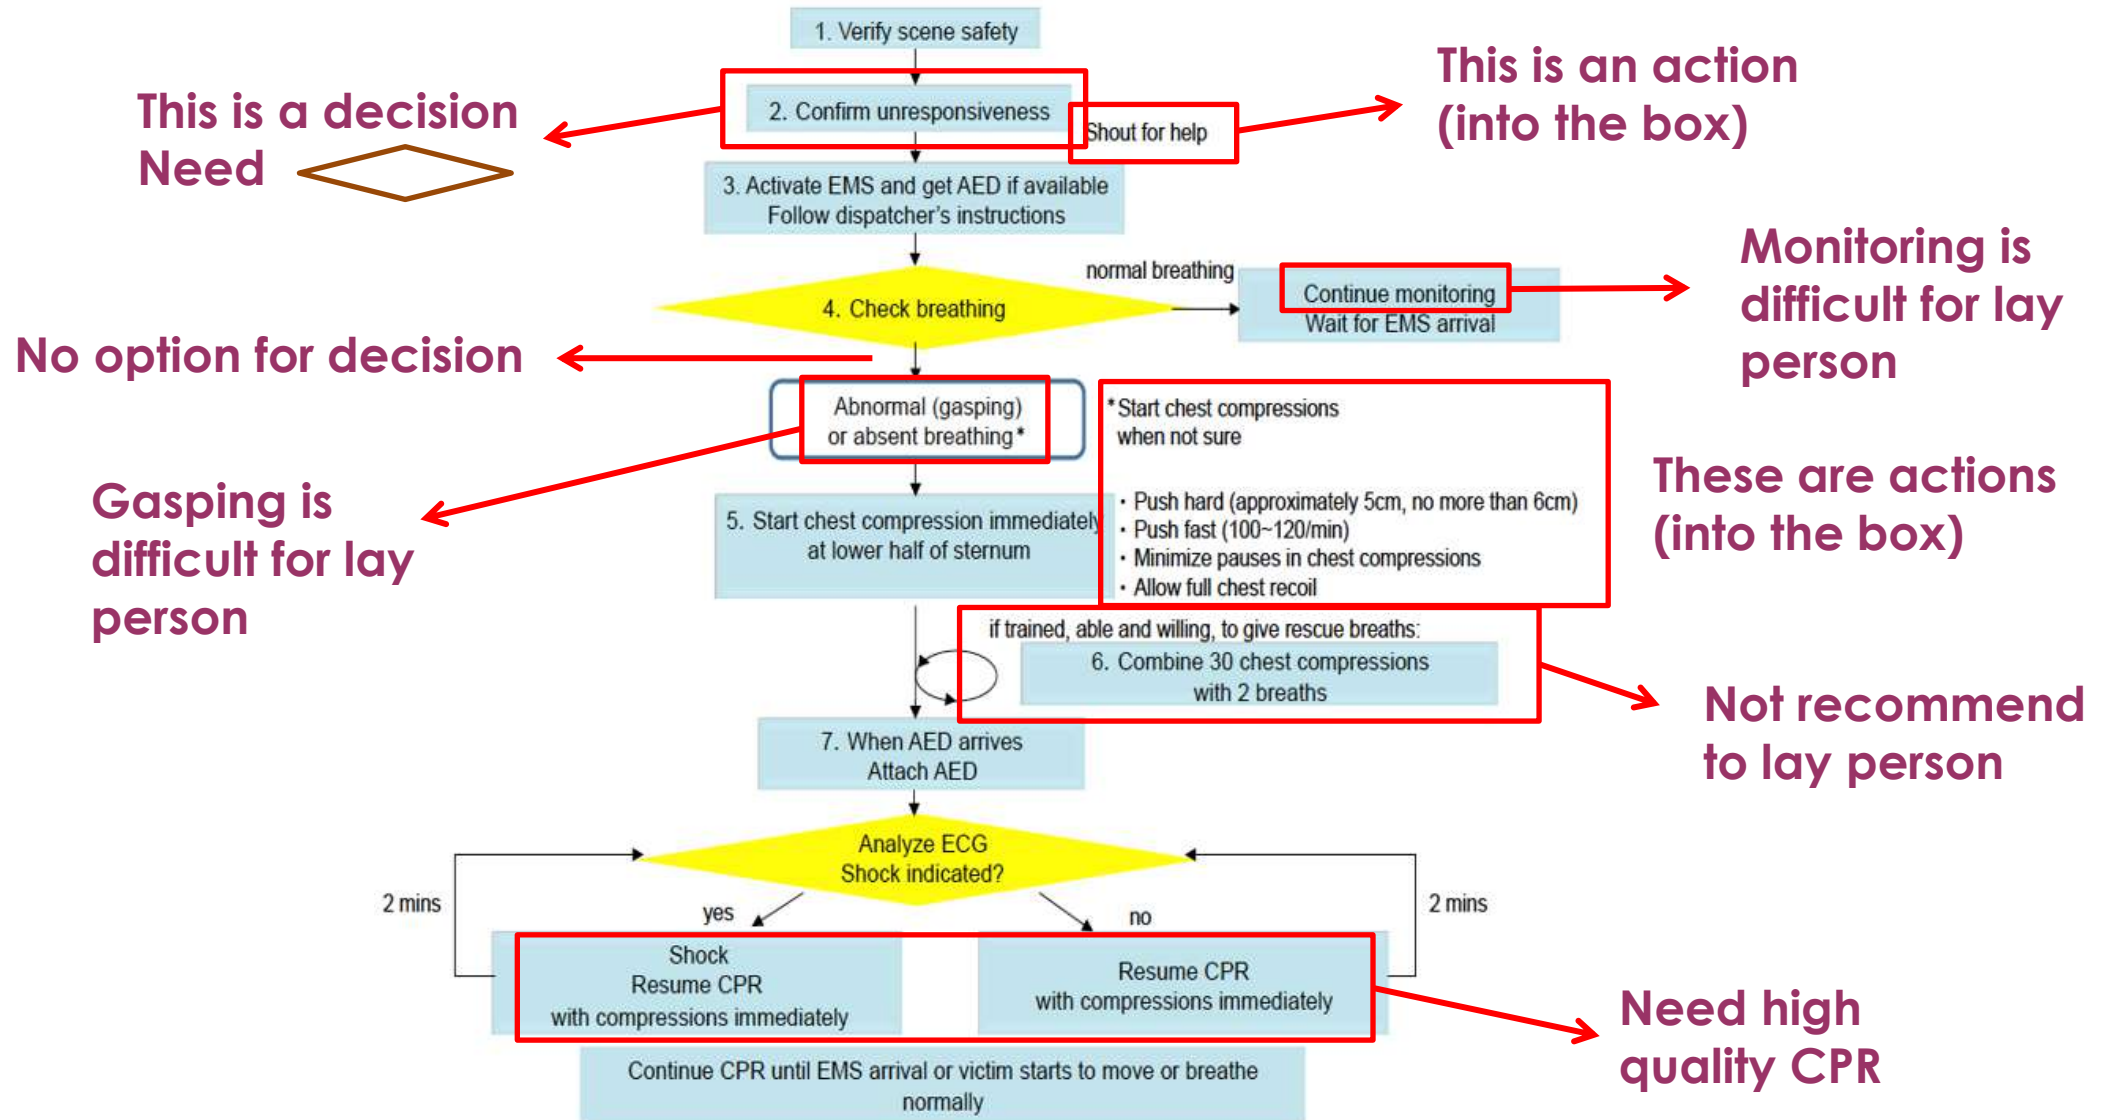 1. Verify scene safety
This is a decision
Need
2. Confirm unresponsiveness
Shout for help
This is an action
(into the box)
3. Activate EMS and get AED if available
Follow dispatcher's instructions
4. Check breathing
normal breathing
Continue monitoring
Wait for EMS arrival
Monitoring is
difficult for lay
person
No option for decision
Abnormal (gasping)
or absent breathing*
*Start chest compressions
when not sure
Gasping is
difficult for lay
person
5. Start chest compression immediately
at lower half of sternum
・Push hard (approximately 5cm, no more than 6cm)
・Push fast (100~120/min)
・Minimize pauses in chest compressions
・Allow full chest recoil
These are actions
(into the box)
if trained, able and willing, to give rescue breaths:
6. Combine 30 chest compressions
with 2 breaths
Not recommend
to lay person
7. When AED arrives
Attach AED
Analyze ECG
Shock indicated?
2 mins
yes
no
2 mins
Shock
Resume CPR
with compressions immediately
Resume CPR
with compressions immediately
Need high
quality CPR
Continue CPR until EMS arrival or victim starts to move or breathe
normally